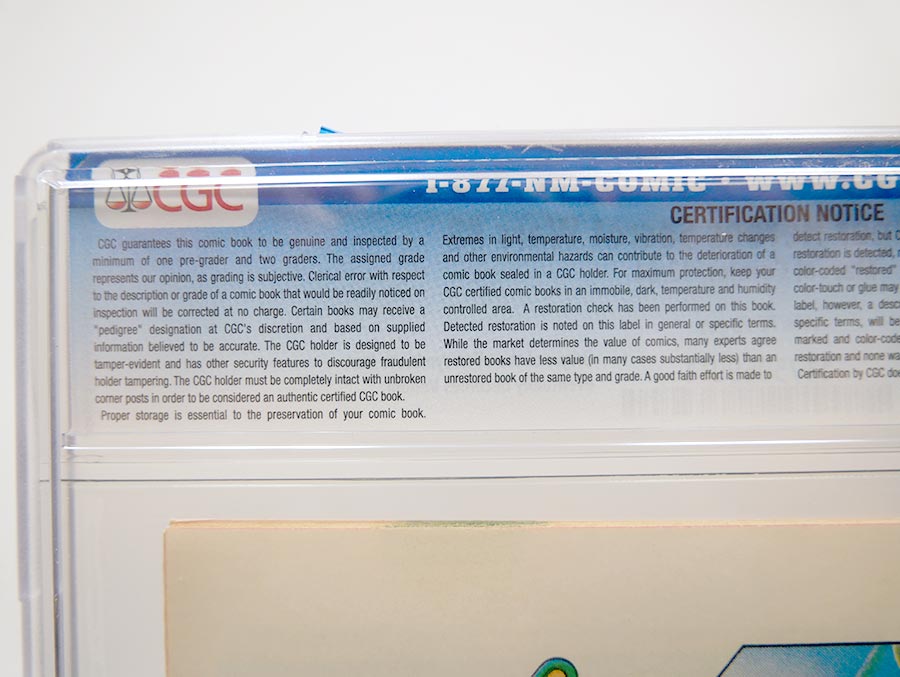 CGC
1-877-NM-COMIC • WWW.CG
CERTIFICATION NOTICE
CGC guarantees this comic book to be genuine and inspected by a
minimum of one pre-grader and two graders. The assigned grade
represents our opinion, as grading is subjective. Clerical error with respect
to the description or grade of a comic book that would be readily noticed on
inspection will be corrected at no charge. Certain books may receive a
"pedigree" designation at CGC's discretion and based on supplied
information believed to be accurate. The CGC holder is designed to be
tamper-evident and has other security features to discourage fraudulent
holder tampering. The CGC holder must be completely intact with unbroken
corner posts in order to be considered an authentic certified CGC book.
Proper storage is essential to the preservation of your comic book.
Extremes in light, temperature, moisture, vibration, temperature changes
and other environmental hazards can contribute to the deterioration of a
comic book sealed in a CGC holder. For maximum protection, keep your
CGC certified comic books in an immobile, dark, temperature and humidity
controlled area. A restoration check has been performed on this book.
Detected restoration is noted on this label in general or specific terms.
While the market determines the value of comics, many experts agree
restored books have less value (in many cases substantially less) than an
unrestored book of the same type and grade. A good faith effort is made to
detect restoration, but C
restoration is detected,
color-coded "restored"
color-touch or glue may
label, however, a desc
specific terms, will be
marked and color-code
restoration and none wa
Certification by CGC doe